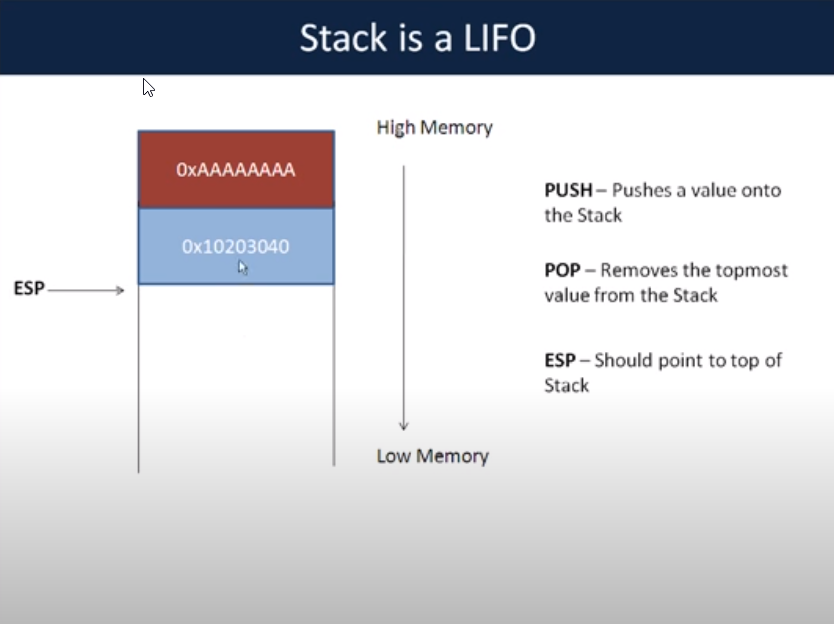 Stack is a LIFO
High Memory
0xAAAAAAAA
0x10203040
ESP
Low Memory
PUSH – Pushes a value onto
the Stack
POP – Removes the topmost
value from the Stack
ESP – Should point to top of
Stack